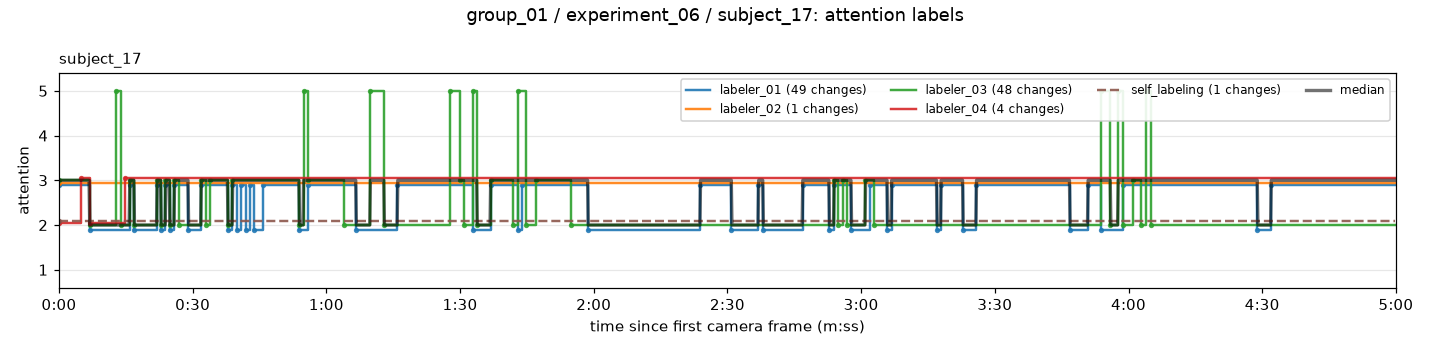 group_01 / experiment_06 / subject_17: attention labels
subject_17
labeler_01 (49 changes)
labeler_02 (1 changes)
labeler_03 (48 changes)
labeler_04 (4 changes)
self_labeling (1 changes)
median
attention
5
4
3
2
1
0:00 0:30 1:00 1:30 2:00 2:30 3:00 3:30 4:00 4:30 5:00
time since first camera frame (m:ss)